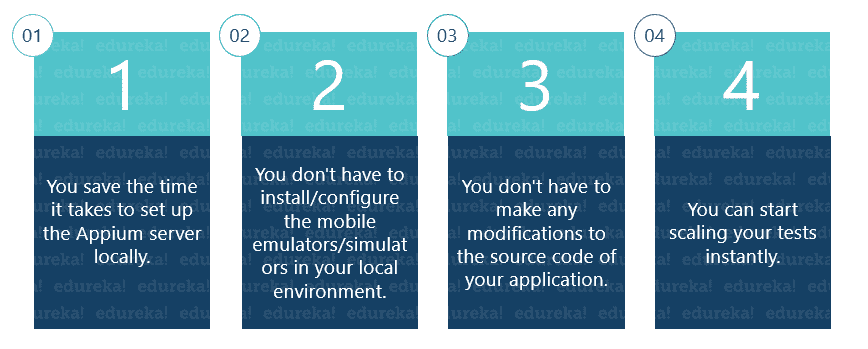 01
1
You save the time
it takes to set up
the Appium server
locally.
02
2
You don't have to
install/configure
the mobile
emulators/simulat
ors in your local
environment.
03
3
You don't have to
make any
modifications to
the source code of
your application.
04
4
You can start
scaling your tests
instantly.
edureka!